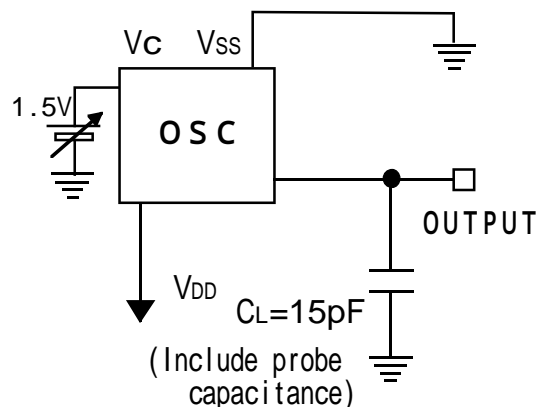 Vc Vss
1.5V
OSC
OUTPUT
VDD
CL=15pF
(Include probe
capacitance)